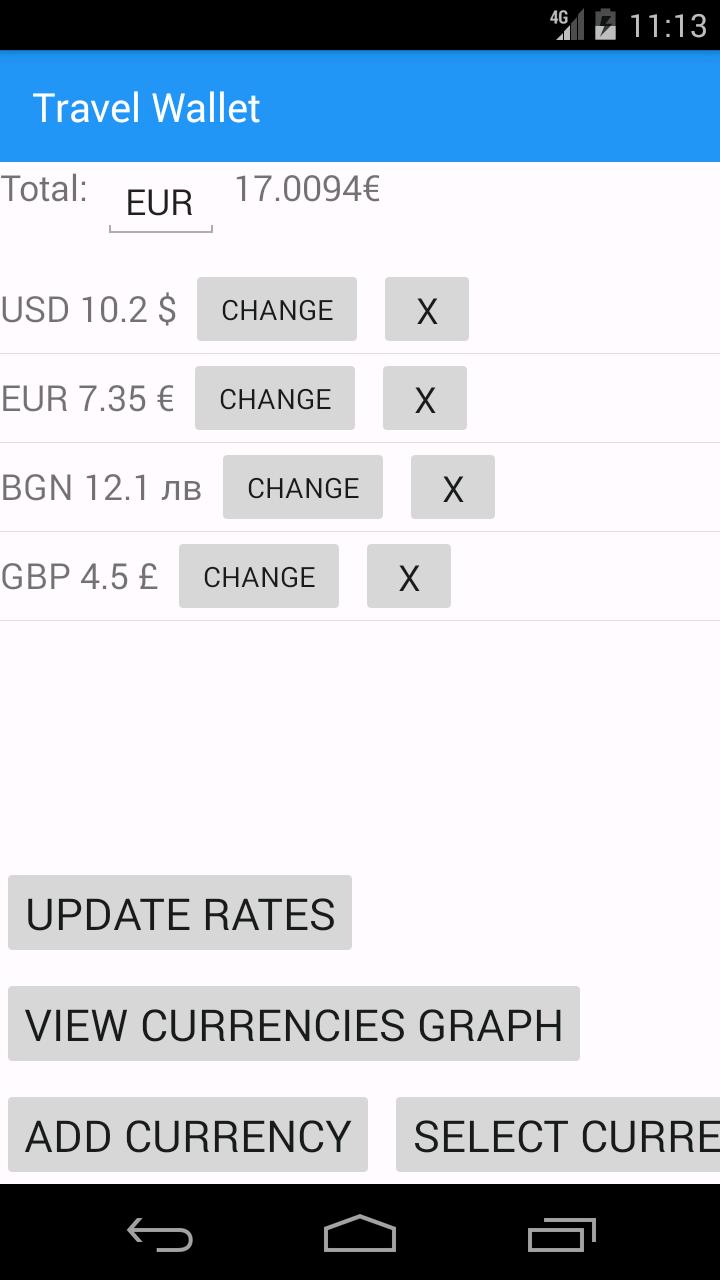 4G 11:13
Travel Wallet
Total: EUR 17.0094€
USD 10.2 $ CHANGE X
EUR 7.35 € CHANGE X
BGN 12.1 лв CHANGE X
GBP 4.5 £ CHANGE X
UPDATE RATES
VIEW CURRENCIES GRAPH
ADD CURRENCY SELECT CURRE